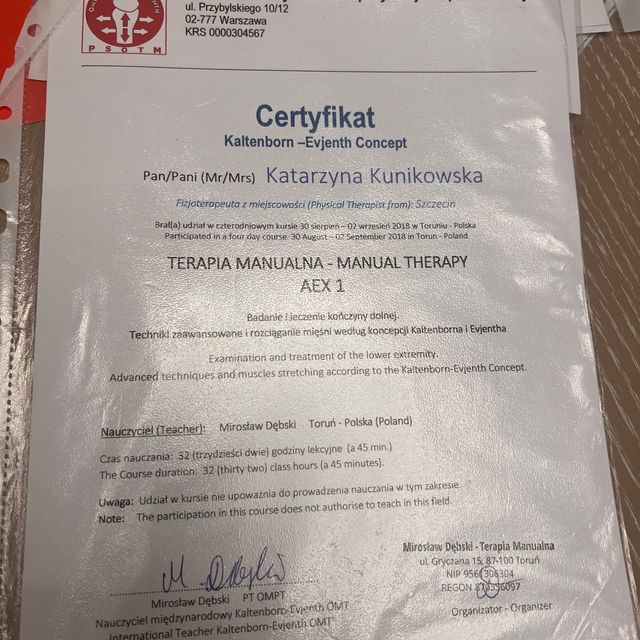 ul. Przybylskiego 10/12
02-777 Warszawa
KRS 0000304567
PSOTM
Certyfikat
Kaltenborn –Evjenth Concept
Pan/Pani (Mr/Mrs) Katarzyna Kunikowska
Fizjoterapeuta z miejscowości (Physical Therapist from): Szczecin
Brał(a) udział w czterodniowym kursie 30 sierpień – 02 wrzesień 2018 w Toruniu - Polska
Participated in a four day course 30 August – 02 September 2018 in Torun - Poland
TERAPIA MANUALNA - MANUAL THERAPY
AEX 1
Badanie i leczenie kończyny dolnej.
Techniki zaawansowane i rozciąganie mięśni według koncepcji Kaltenborna i Evjentha
Examination and treatment of the lower extremity.
Advanced techniques and muscles stretching according to the Kaltenborn-Evjenth Concept.
Nauczyciel (Teacher): Mirosław Dębski Toruń - Polska (Poland)
Czas nauczania: 32 (trzydzieści dwie) godziny lekcyjne (a 45 min.)
The Course duration: 32 (thirty two) class hours (a 45 minutes).
Uwaga: Udział w kursie nie upoważnia do prowadzenia nauczania w tym zakresie
Note: The participation in this course does not authorise to teach in this field.
M Dębski
Mirosław Dębski PT OMPT
Nauczyciel międzynarodowy Kaltenborn-Evjenth OMT
International Teacher Kaltenborn-Evjenth OMT
Mirosław Dębski - Terapia Manualna
ul. Gryczana 15, 87-100 Toruń
NIP
REGON
Organizator - Organizer